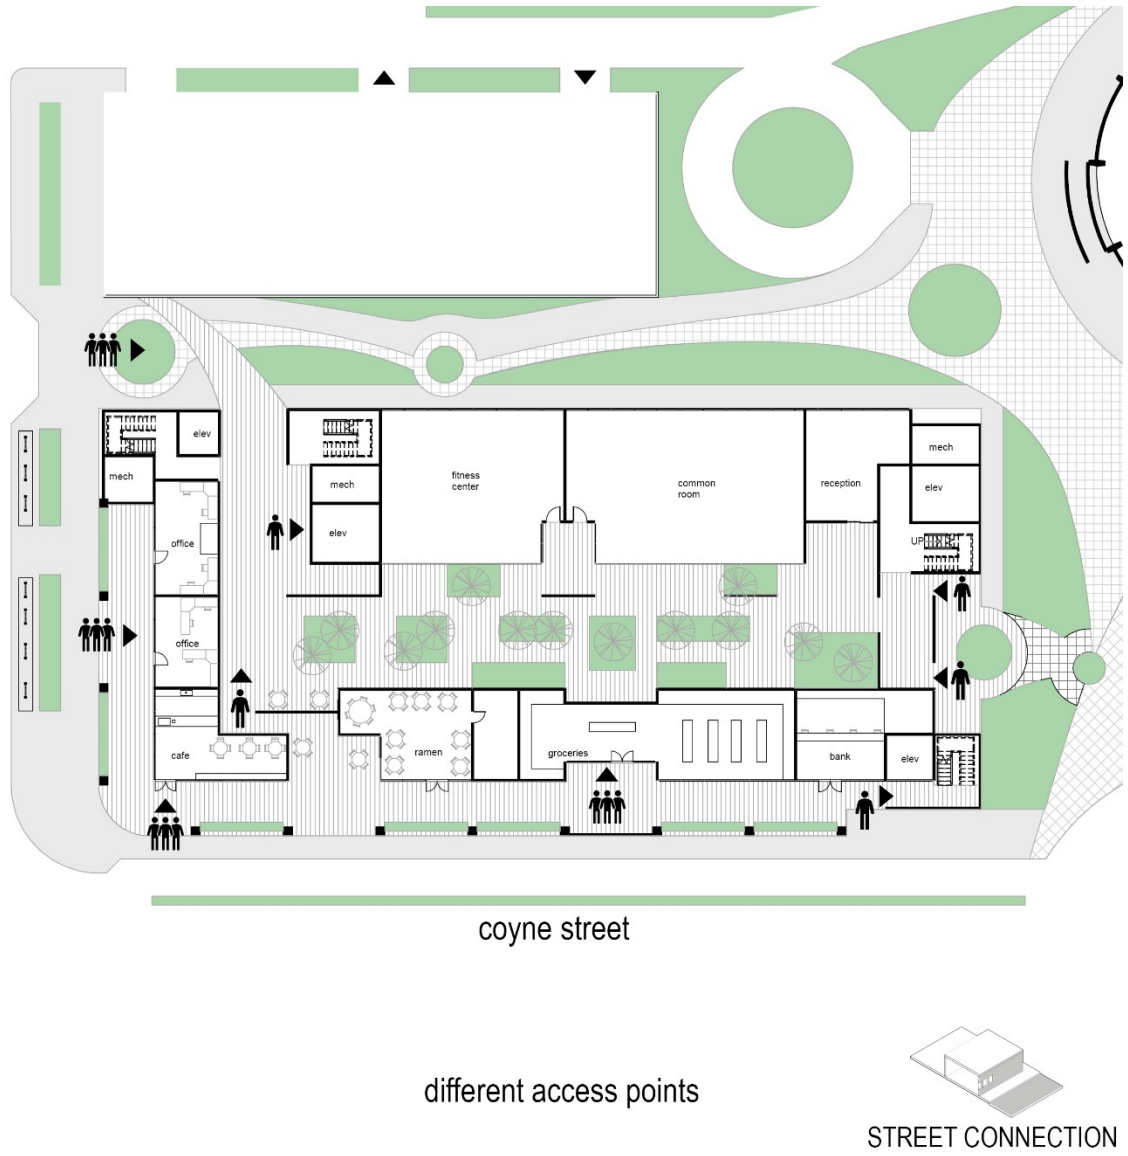 elev
mech
fitness
center
common
room
reception
mech
mech
elev
office
elev
UP
office
cafe
ramen
groceries
bank
elev
coyne street
different access points
STREET CONNECTION